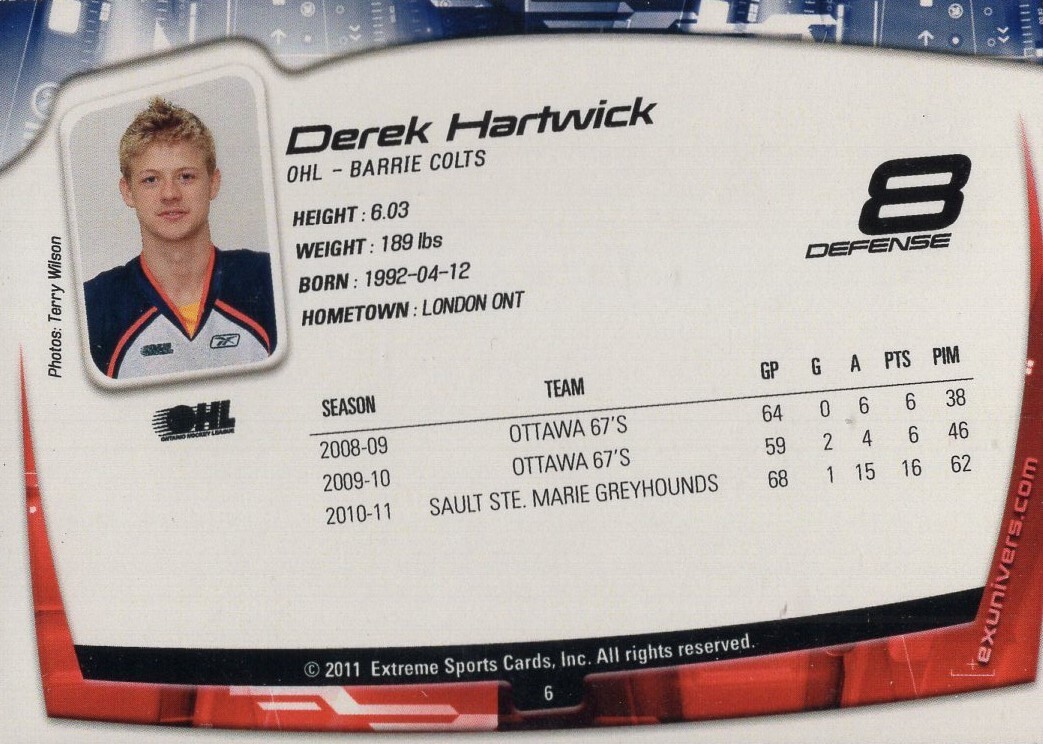 Derek Hartwick
OHL - BARRIE COLTS
8
DEFENSE
HEIGHT : 6.03
WEIGHT : 189 lbs
BORN : 1992-04-12
HOMETOWN : LONDON ONT
Photos: Terry Wilson
OHL
ONTARIO HOCKEY LEAGUE
SEASON TEAM GP G A PTS PIM
2008-09 OTTAWA 67'S 64 0 6 6 38
2009-10 OTTAWA 67'S 59 2 4 6 46
2010-11 SAULT STE. MARIE GREYHOUNDS 68 1 15 16 62
exunivers.com
© 2011 Extreme Sports Cards, Inc. All rights reserved.
6